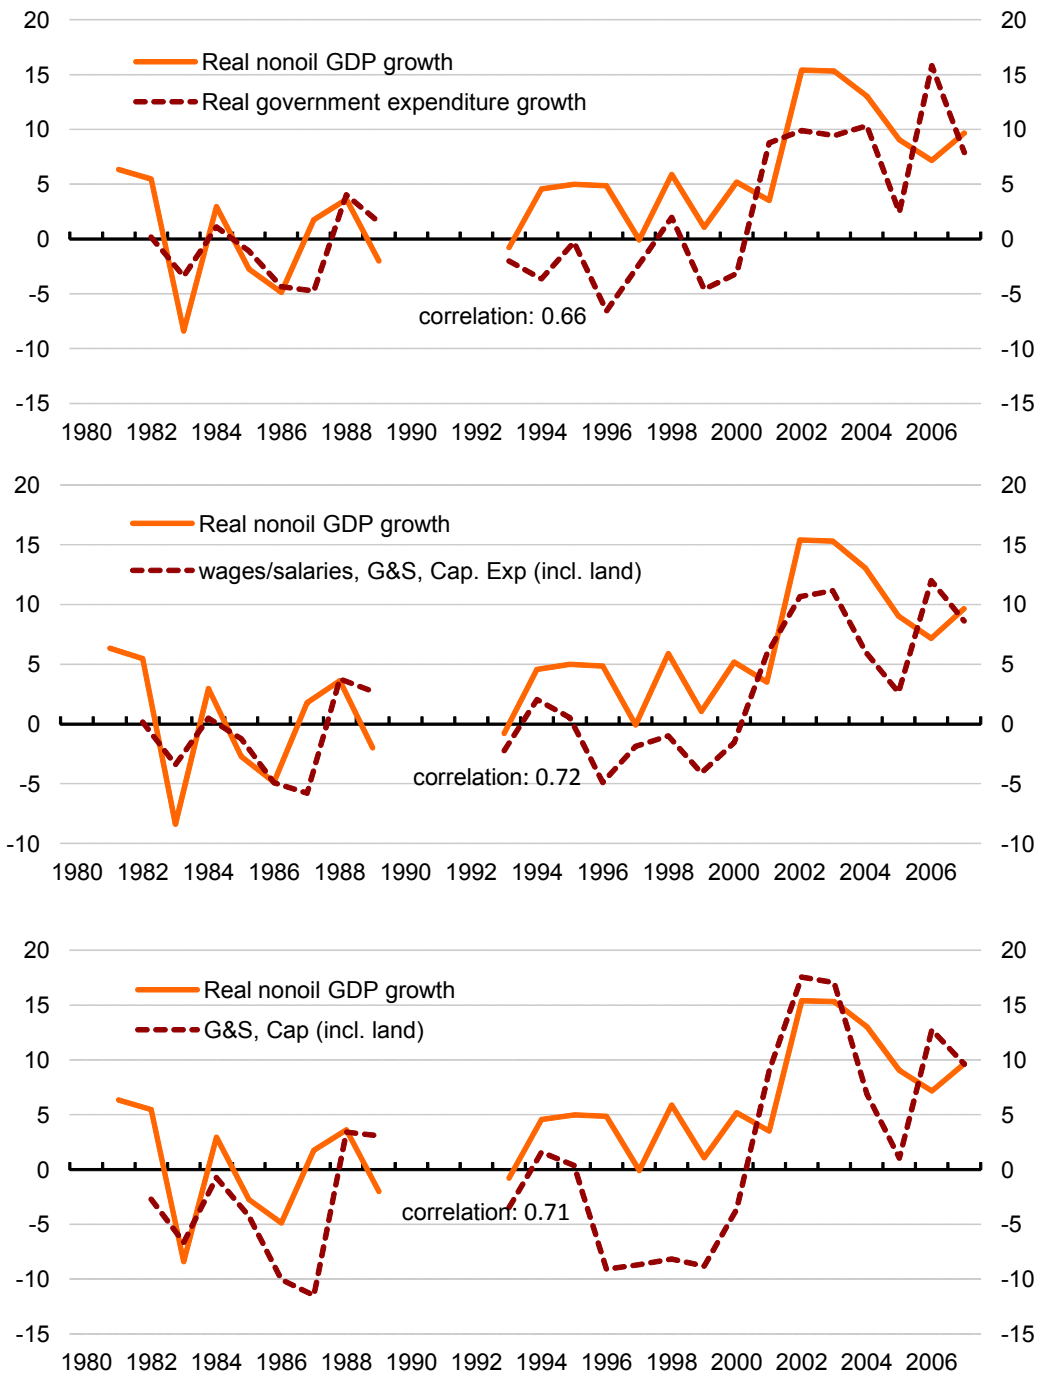 20 20
Real nonoil GDP growth
15 15
Real government expenditure growth
10 10
5 5
0 0
-5 -5
correlation: 0.66
-10 -10
-15 -15
1980 1982 1984 1986 1988 1990 1992 1994 1996 1998 2000 2002 2004 2006
20 20
Real nonoil GDP growth
15 15
wages/salaries, G&S, Cap. Exp (incl. land)
10 10
5 5
0 0
correlation: 0.72
-5 -5
-10 -10
1980 1982 1984 1986 1988 1990 1992 1994 1996 1998 2000 2002 2004 2006
20 20
Real nonoil GDP growth
15 15
G&S, Cap (incl. land)
10 10
5 5
0 0
correlation: 0.71
-5 -5
-10 -10
-15 -15
1980 1982 1984 1986 1988 1990 1992 1994 1996 1998 2000 2002 2004 2006